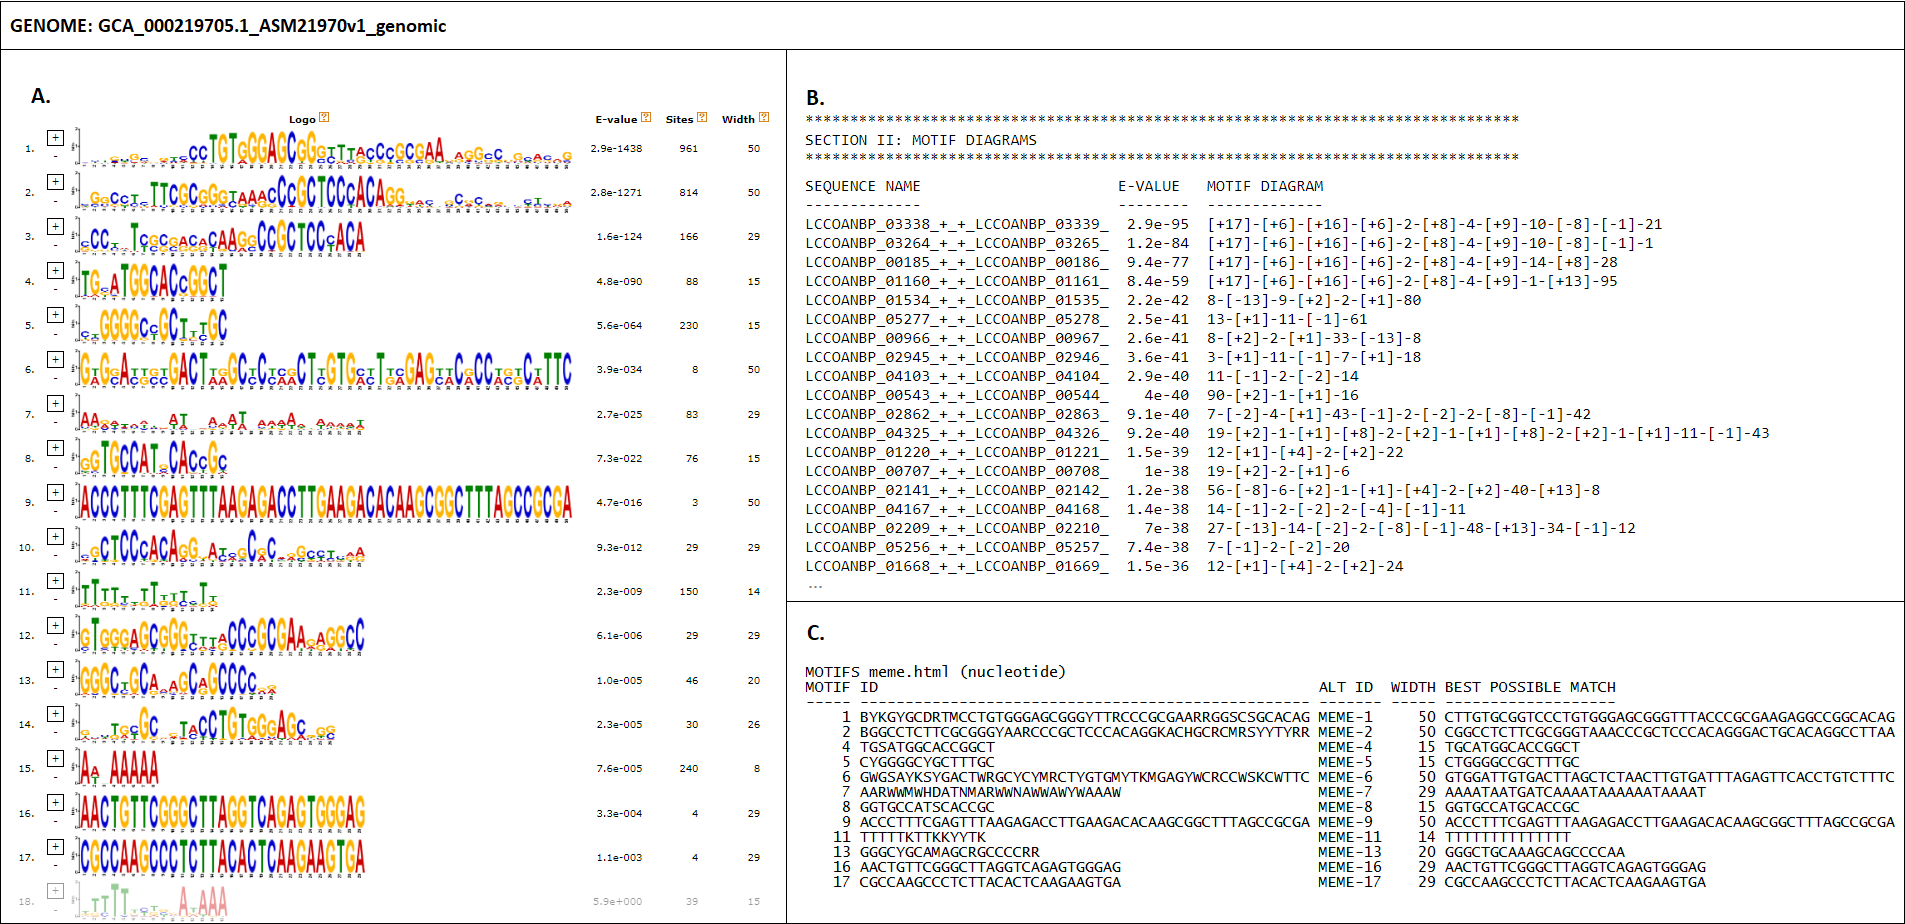 GENOME: GCA_000219705.1_ASM21970v1_genomic
A.
Logo ? E-value ? Sites ? Width ?
1. + - 2.9e-1438 961 50
2. + - 2.8e-1271 814 50
3. + - 1.6e-124 166 29
4. + - 4.8e-090 88 15
5. + - 5.6e-064 230 15
6. + - 3.9e-034 8 50
7. + - 2.7e-025 83 29
8. + - 7.3e-022 76 15
9. + - ACCCTTTCGAGTTTAAGAGACCTTGAAGACACAAGCGGCTTTAGCCGCGA 4.7e-016 3 50
10. + - 9.3e-012 29 29
11. + - 2.3e-009 150 14
12. + - 6.1e-006 29 29
13. + - 1.0e-005 46 20
14. + - 2.3e-005 30 26
15. + - 7.6e-005 240 8
16. + - AACTGTTCGGGCTTAGGTCAGAGTGGGAG 3.3e-004 4 29
17. + - CGCCAAGCCCTCTTACACTCAAGAAGTGA 1.1e-003 4 29
18. + - 5.9e+000 39 15
B.
********************************************************************************
SECTION II: MOTIF DIAGRAMS
********************************************************************************
SEQUENCE NAME E-VALUE MOTIF DIAGRAM
------------- -------- -------------
LCCOANBP_03338_+_+_LCCOANBP_03339_ 2.9e-95 [+17]-[+6]-[+16]-[+6]-2-[+8]-4-[+9]-10-[-8]-[-1]-21
LCCOANBP_03264_+_+_LCCOANBP_03265_ 1.2e-84 [+17]-[+6]-[+16]-[+6]-2-[+8]-4-[+9]-10-[-8]-[-1]-1
LCCOANBP_00185_+_+_LCCOANBP_00186_ 9.4e-77 [+17]-[+6]-[+16]-[+6]-2-[+8]-4-[+9]-14-[+8]-28
LCCOANBP_01160_+_+_LCCOANBP_01161_ 8.4e-59 [+17]-[+6]-[+16]-[+6]-2-[+8]-4-[+9]-1-[+13]-95
LCCOANBP_01534_+_+_LCCOANBP_01535_ 2.2e-42 8-[-13]-9-[+2]-2-[+1]-80
LCCOANBP_05277_+_+_LCCOANBP_05278_ 2.5e-41 13-[+1]-11-[-1]-61
LCCOANBP_00966_+_+_LCCOANBP_00967_ 2.6e-41 8-[+2]-2-[+1]-33-[-13]-8
LCCOANBP_02945_+_+_LCCOANBP_02946_ 3.6e-41 3-[+1]-11-[-1]-7-[+1]-18
LCCOANBP_04103_+_+_LCCOANBP_04104_ 2.9e-40 11-[-1]-2-[-2]-14
LCCOANBP_00543_+_+_LCCOANBP_00544_ 4e-40 90-[+2]-1-[+1]-16
LCCOANBP_02862_+_+_LCCOANBP_02863_ 9.1e-40 7-[-2]-4-[+1]-43-[-1]-2-[-2]-2-[-8]-[-1]-42
LCCOANBP_04325_+_+_LCCOANBP_04326_ 9.2e-40 19-[+2]-1-[+1]-[+8]-2-[+2]-1-[+1]-[+8]-2-[+2]-1-[+1]-11-[-1]-43
LCCOANBP_01220_+_+_LCCOANBP_01221_ 1.5e-39 12-[+1]-[+4]-2-[+2]-22
LCCOANBP_00707_+_+_LCCOANBP_00708_ 1e-38 19-[+2]-2-[+1]-6
LCCOANBP_02141_+_+_LCCOANBP_02142_ 1.2e-38 56-[-8]-6-[+2]-1-[+1]-[+4]-2-[+2]-40-[+13]-8
LCCOANBP_04167_+_+_LCCOANBP_04168_ 1.4e-38 14-[-1]-2-[-2]-2-[-4]-[-1]-11
LCCOANBP_02209_+_+_LCCOANBP_02210_ 7e-38 27-[-13]-14-[-2]-2-[-8]-[-1]-48-[+13]-34-[-1]-12
LCCOANBP_05256_+_+_LCCOANBP_05257_ 7.4e-38 7-[-1]-2-[-2]-20
LCCOANBP_01668_+_+_LCCOANBP_01669_ 1.5e-36 12-[+1]-[+4]-2-[+2]-24
...
C.
MOTIFS meme.html (nucleotide)
MOTIF ID ALT ID WIDTH BEST POSSIBLE MATCH
----- -------------------------------------------------- ------- ----- -------------------
1 BYKGYGCDRTMCCTGTGGGAGCGGGYTTRCCCGCGAARRGGSCSGCACAG MEME-1 50 CTTGTGCGGTCCCTGTGGGAGCGGGTTTACCCGCGAAGAGGCCGGCACAG
2 BGGCCTCTTCGCGGGYAARCCCGCTCCCACAGGKACHGCRCMRSYYTYRR MEME-2 50 CGGCCTCTTCGCGGGTAAACCCGCTCCCACAGGGACTGCACAGGCCTTAA
4 TGSATGGCACCGGCT MEME-4 15 TGCATGGCACCGGCT
5 CYGGGGCYGCTTTGC MEME-5 15 CTGGGGCCGCTTTGC
6 GWGSAYKSYGACTWRGCYCYMRCTYGTGMYTKMGAGYWCRCCWSKCWTTC MEME-6 50 GTGGATTGTGACTTAGCTCTAACTTGTGATTTAGAGTTCACCTGTCTTTC
7 AARWWMWHDATNMARWWNAWWAWYWAAAW MEME-7 29 AAAATAATGATCAAAATAAAAAATAAAAT
8 GGTGCCATSCACCGC MEME-8 15 GGTGCCATGCACCGC
9 ACCCTTTCGAGTTTAAGAGACCTTGAAGACACAAGCGGCTTTAGCCGCGA MEME-9 50 ACCCTTTCGAGTTTAAGAGACCTTGAAGACACAAGCGGCTTTAGCCGCGA
11 TTTTTKTTKKYYTK MEME-11 14 TTTTTTTTTTTTTT
13 GGGCYGCAMAGCRGCCCCRR MEME-13 20 GGGCTGCAAAGCAGCCCCAA
16 AACTGTTCGGGCTTAGGTCAGAGTGGGAG MEME-16 29 AACTGTTCGGGCTTAGGTCAGAGTGGGAG
17 CGCCAAGCCCTCTTACACTCAAGAAGTGA MEME-17 29 CGCCAAGCCCTCTTACACTCAAGAAGTGA